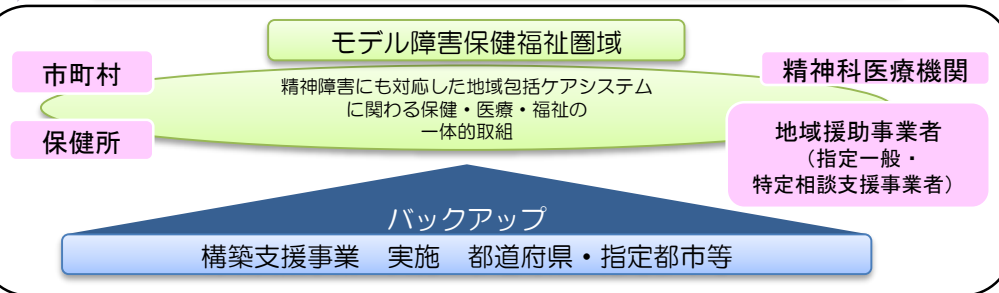 モデル障害保健福祉圏域
市町村
精神科医療機関
精神障害にも対応した地域包括ケアシステム
に関わる保健・医療・福祉の
一体的取組
保健所
地域援助事業者
（指定一般・
特定相談支援事業者）
バックアップ
構築支援事業　実施　都道府県・指定都市等